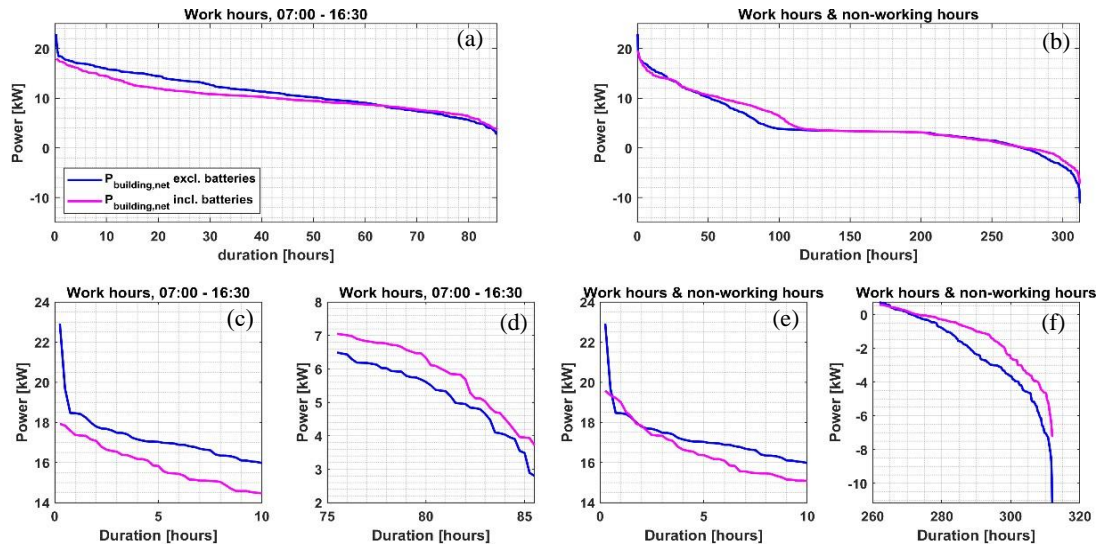 Work hours, 07:00 - 16:30
(a)
Power [kW]
20
10
0
-10
P_building,net excl. batteries
P_building,net incl. batteries
0 10 20 30 40 50 60 70 80
duration [hours]
Work hours & non-working hours
(b)
Power [kW]
20
10
0
-10
0 50 100 150 200 250 300
Duration [hours]
Work hours, 07:00 - 16:30
(c)
Power [kW]
24
22
20
18
16
14
0 5 10
Duration [hours]
Work hours, 07:00 - 16:30
(d)
Power [kW]
8
7
6
5
4
3
2
75 80 85
Duration [hours]
Work hours & non-working hours
(e)
Power [kW]
24
22
20
18
16
14
0 5 10
Duration [hours]
Work hours & non-working hours
(f)
Power [kW]
0
-2
-4
-6
-8
-10
260 280 300 320
Duration [hours]